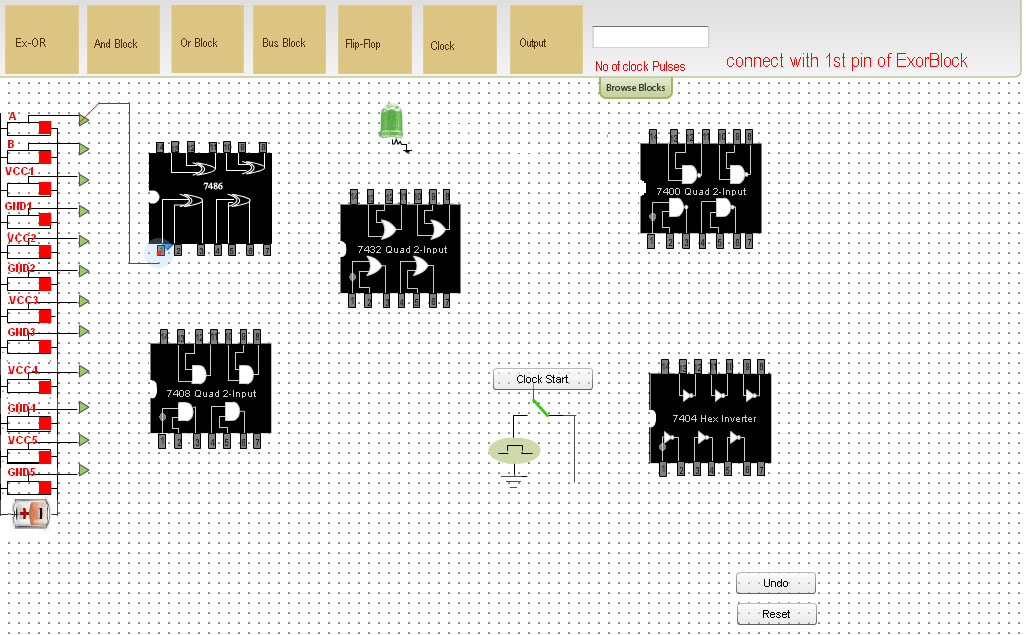 Ex-OR
And Block
Or Block
Bus Block
Flip-Flop
Clock
Output
No of clock Pulses
connect with 1st pin of ExorBlock
Browse Blocks
A
B
VCC1
GND1
VCC2
GND2
VCC3
GND3
VCC4
GND4
VCC5
GND5
7486
7432 Quad 2-Input
7400 Quad 2-Input
7408 Quad 2-Input
Clock Start
7404 Hex Inverter
Undo
Reset